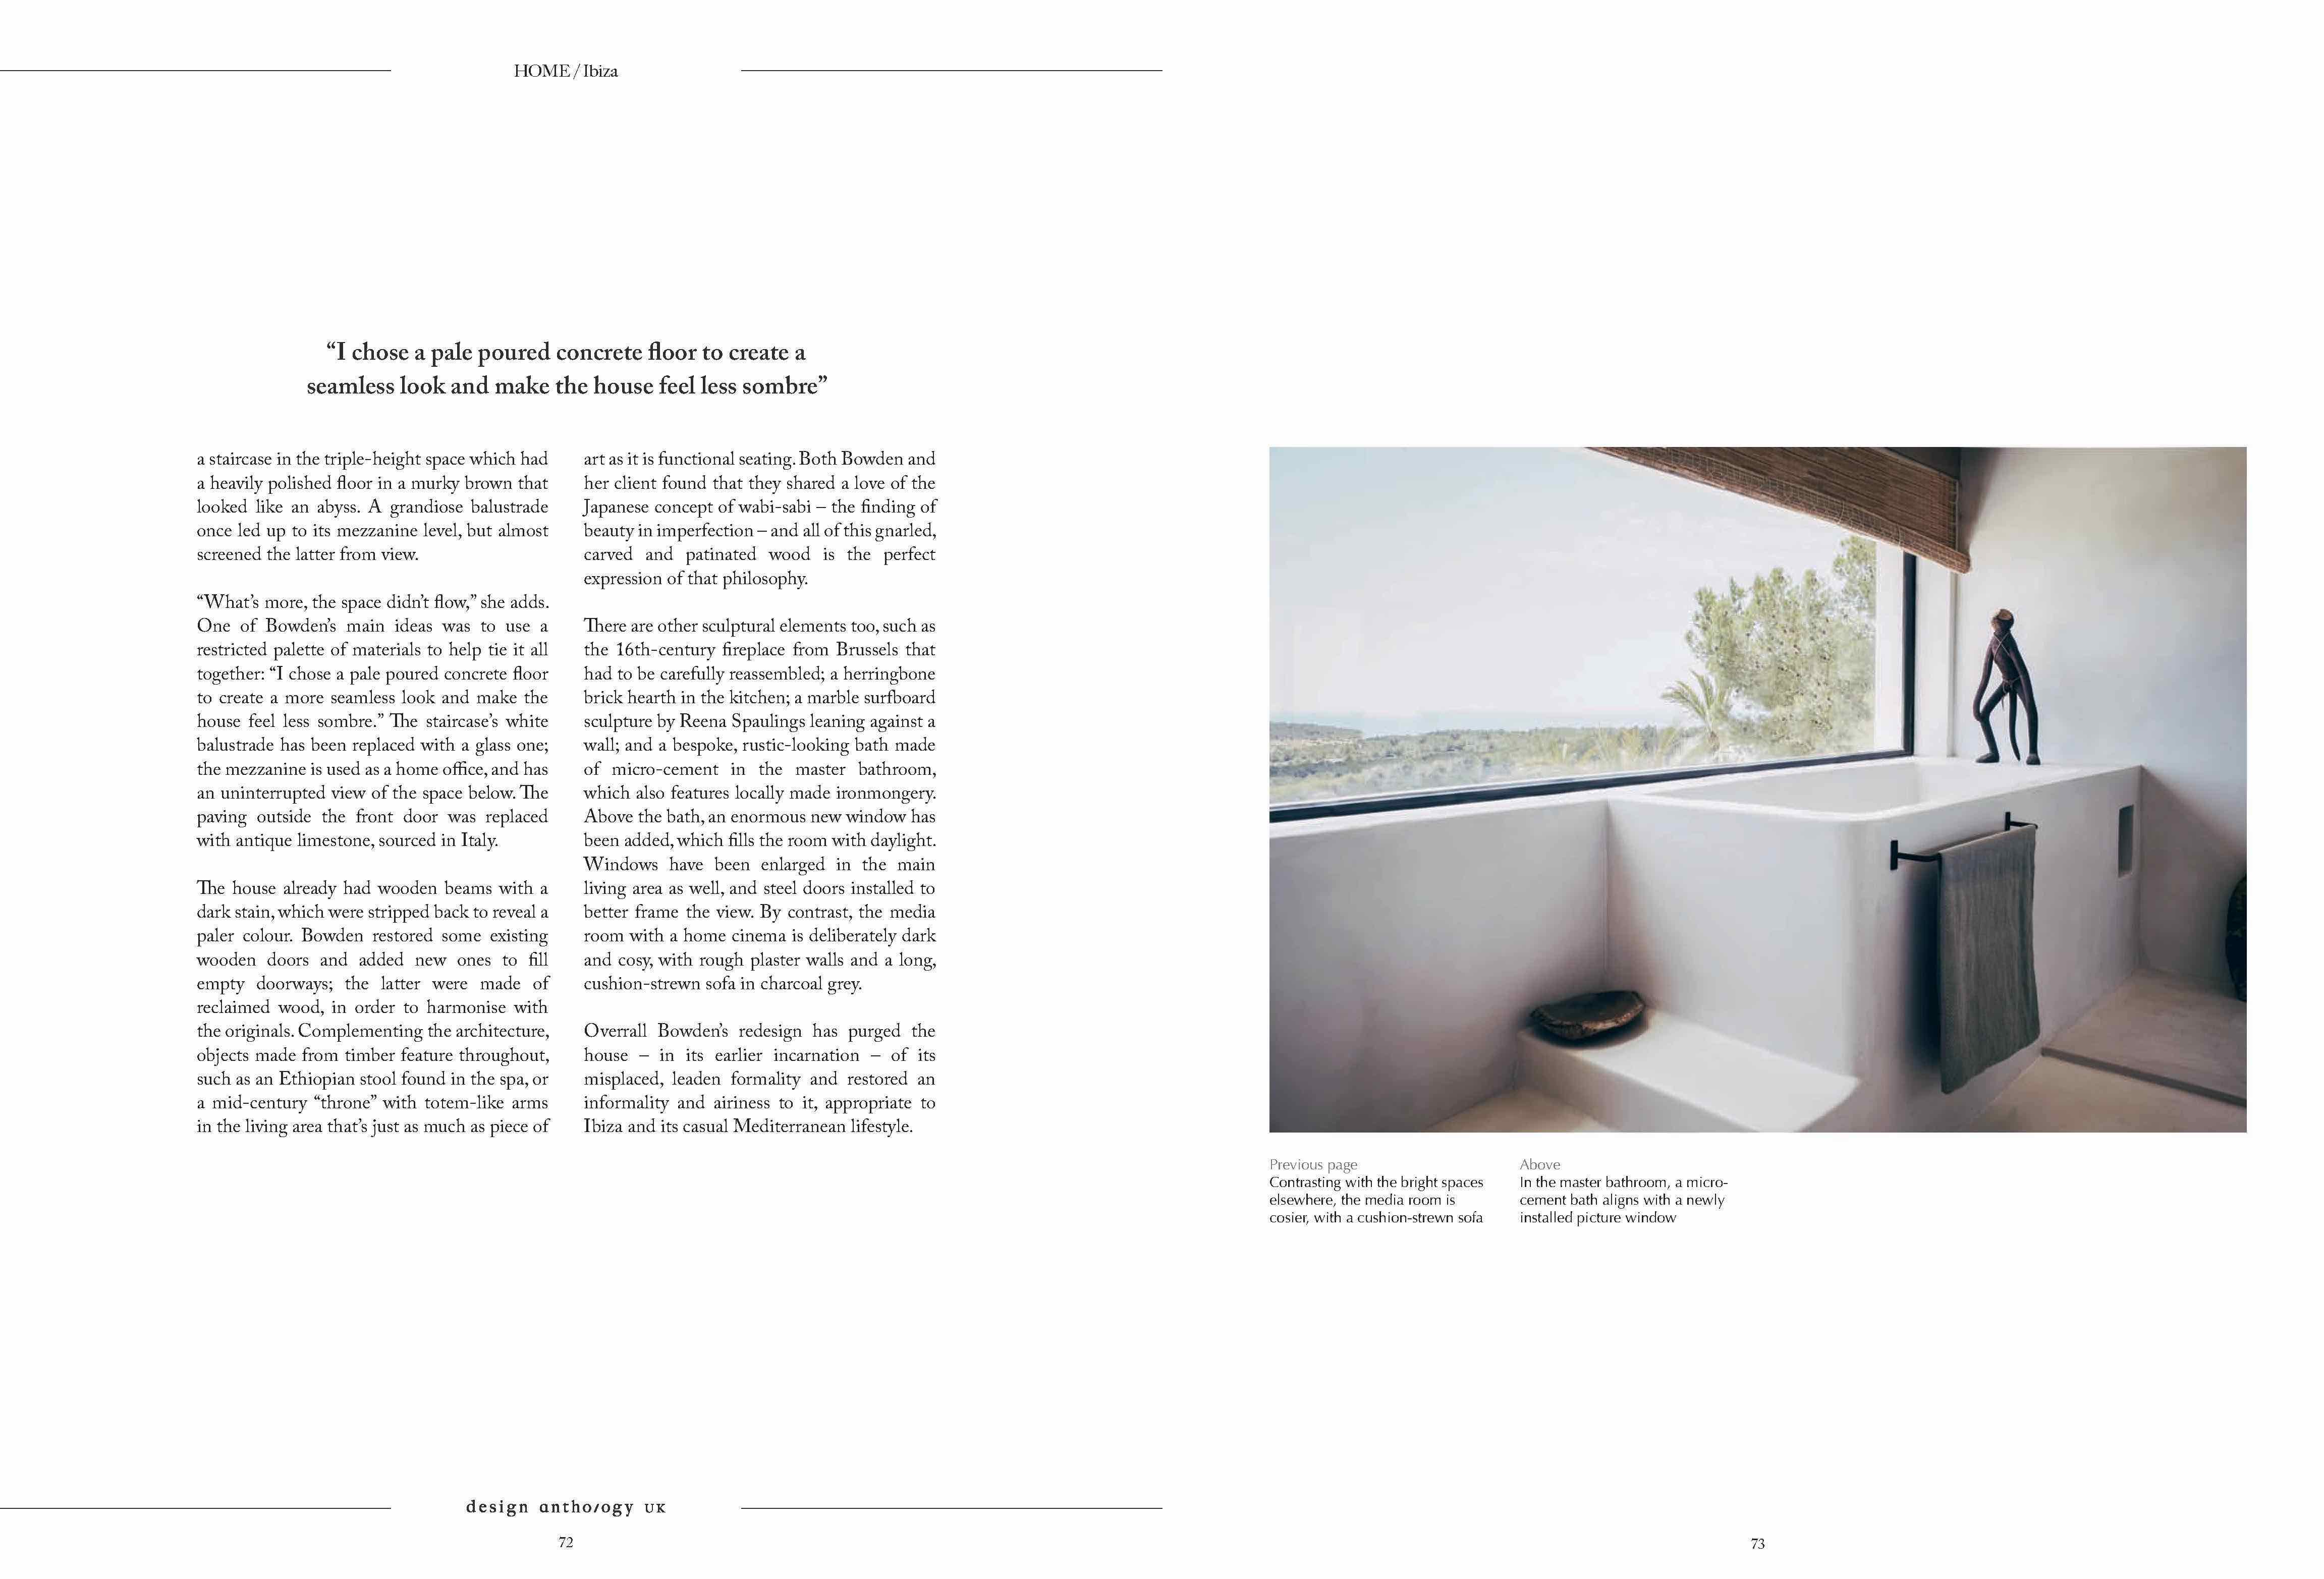 HOME / Ibiza
“I chose a pale poured concrete floor to create a
seamless look and make the house feel less sombre”
a staircase in the triple-height space which had
a heavily polished floor in a murky brown that
looked like an abyss. A grandiose balustrade
once led up to its mezzanine level, but almost
screened the latter from view.
“What’s more, the space didn’t flow,” she adds.
One of Bowden’s main ideas was to use a
restricted palette of materials to help tie it all
together: “I chose a pale poured concrete floor
to create a more seamless look and make the
house feel less sombre.” The staircase’s white
balustrade has been replaced with a glass one;
the mezzanine is used as a home office, and has
an uninterrupted view of the space below. The
paving outside the front door was replaced
with antique limestone, sourced in Italy.
The house already had wooden beams with a
dark stain, which were stripped back to reveal a
paler colour. Bowden restored some existing
wooden doors and added new ones to fill
empty doorways; the latter were made of
reclaimed wood, in order to harmonise with
the originals. Complementing the architecture,
objects made from timber feature throughout,
such as an Ethiopian stool found in the spa, or
a mid-century “throne” with totem-like arms
in the living area that’s just as much as piece of
art as it is functional seating. Both Bowden and
her client found that they shared a love of the
Japanese concept of wabi-sabi – the finding of
beauty in imperfection – and all of this gnarled,
carved and patinated wood is the perfect
expression of that philosophy.
There are other sculptural elements too, such as
the 16th-century fireplace from Brussels that
had to be carefully reassembled; a herringbone
brick hearth in the kitchen; a marble surfboard
sculpture by Reena Spaulings leaning against a
wall; and a bespoke, rustic-looking bath made
of micro-cement in the master bathroom,
which also features locally made ironmongery.
Above the bath, an enormous new window has
been added, which fills the room with daylight.
Windows have been enlarged in the main
living area as well, and steel doors installed to
better frame the view. By contrast, the media
room with a home cinema is deliberately dark
and cosy, with rough plaster walls and a long,
cushion-strewn sofa in charcoal grey.
Overrall Bowden’s redesign has purged the
house – in its earlier incarnation – of its
misplaced, leaden formality and restored an
informality and airiness to it, appropriate to
Ibiza and its casual Mediterranean lifestyle.
Previous page
Contrasting with the bright spaces
elsewhere, the media room is
cosier, with a cushion-strewn sofa
Above
In the master bathroom, a micro-
cement bath aligns with a newly
installed picture window
design anthology UK
72
73